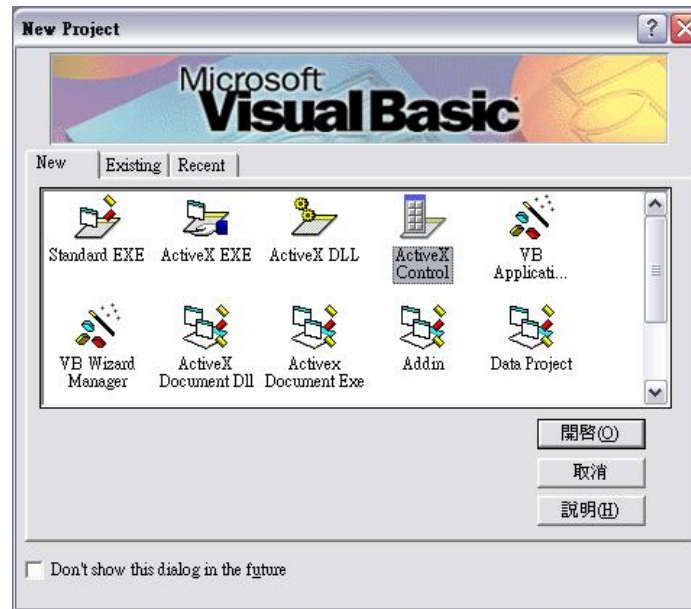 New Project
Microsoft
Visual Basic
New
Existing
Recent
Standard EXE
ActiveX EXE
ActiveX DLL
ActiveX
Control
VB
Applicati...
VB Wizard
Manager
ActiveX
Document Dll
Activex
Document Exe
Addin
Data Project
開啓(O)
取消
說明(H)
Don't show this dialog in the future